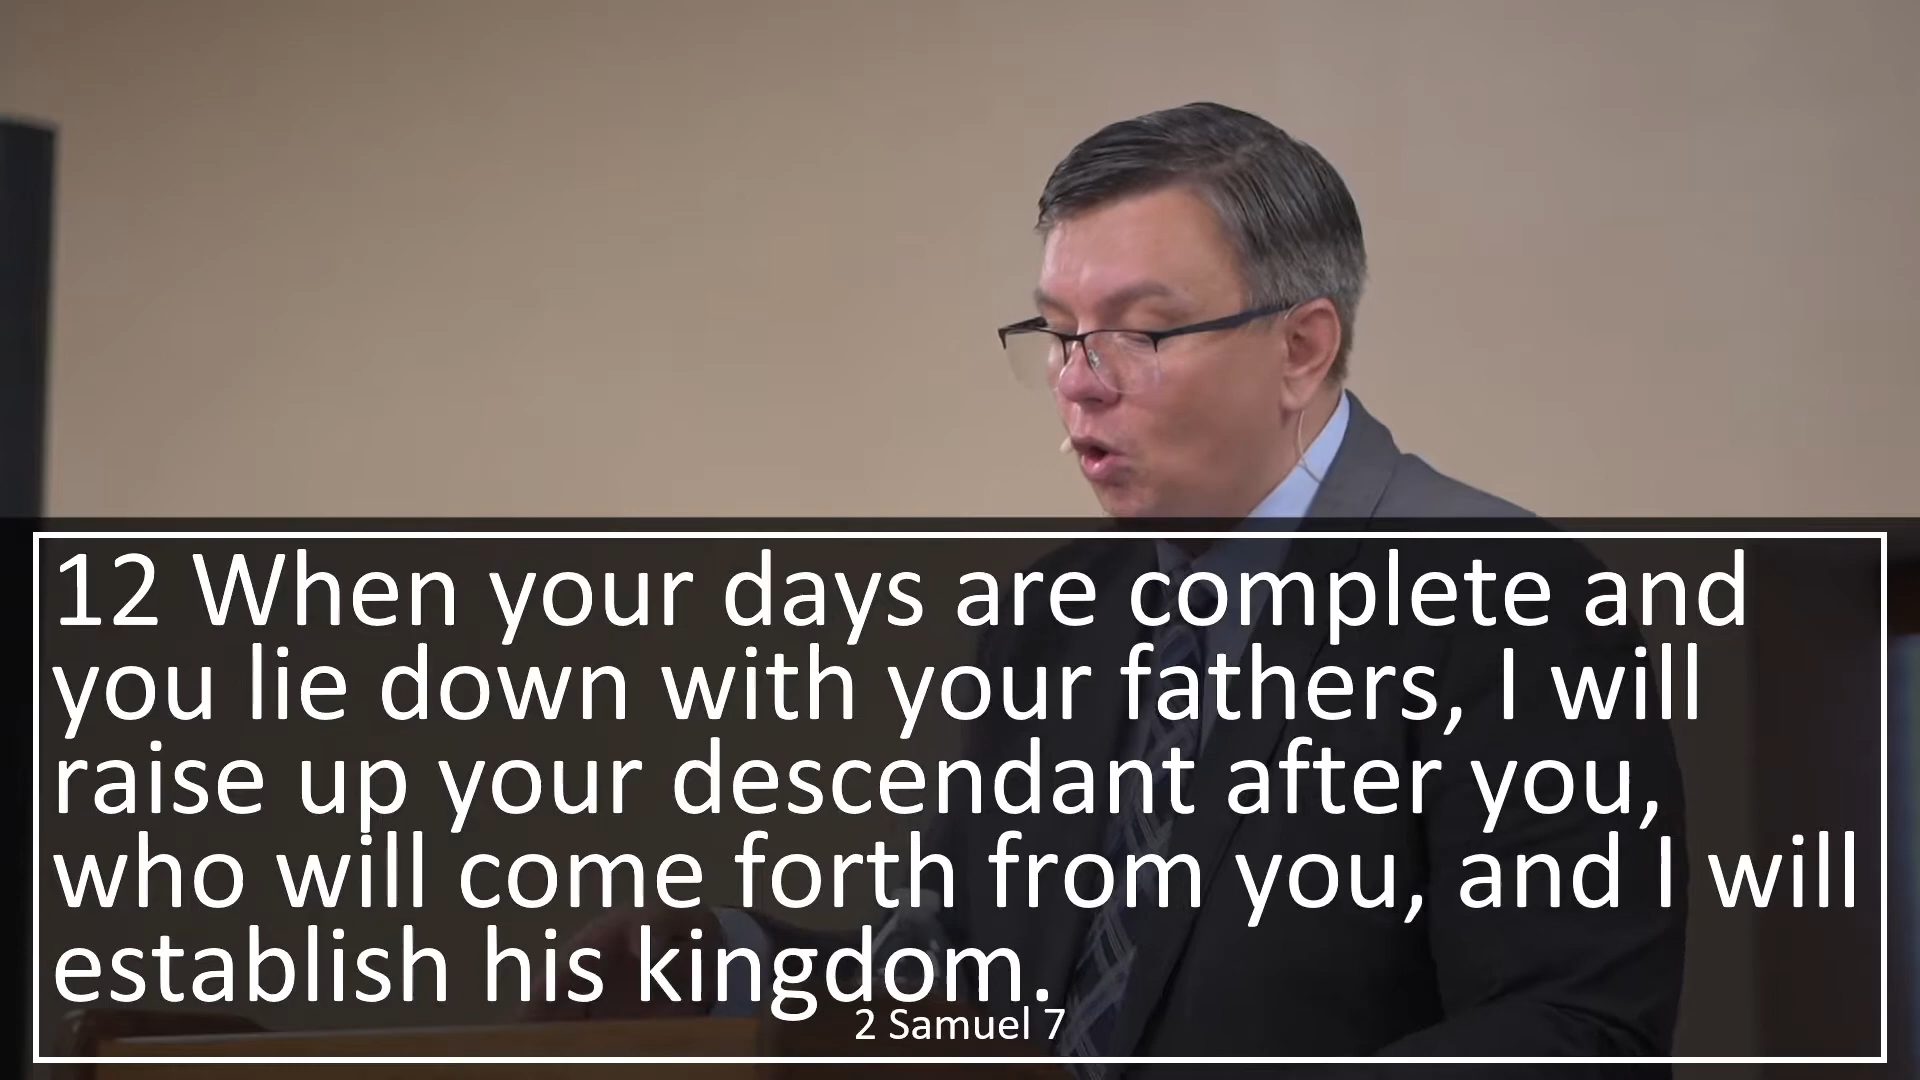 12 When your days are complete and
you lie down with your fathers, I will
raise up your descendant after you,
who will come forth from you, and I will
establish his kingdom.
2 Samuel 7